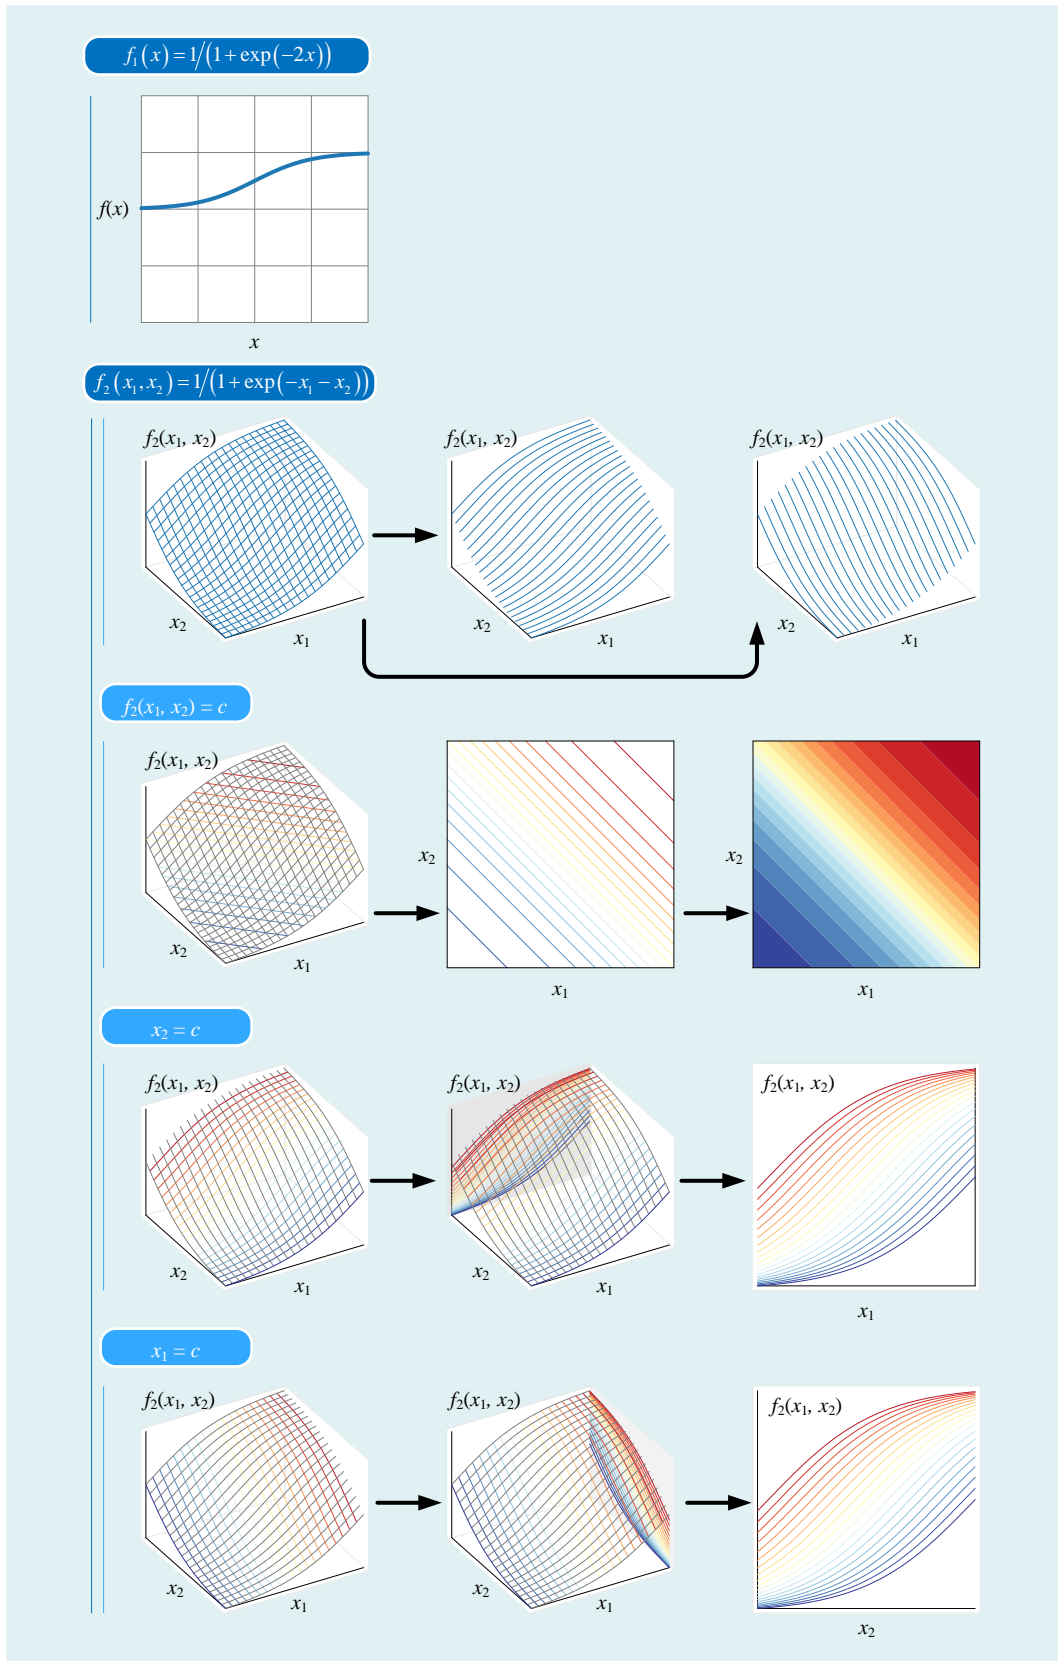 f₁(x) = 1/(1 + exp(−2x))
f(x)
x
f₂(x₁, x₂) = 1/(1 + exp(−x₁ − x₂))
f₂(x₁, x₂) f₂(x₁, x₂) f₂(x₁, x₂)
x₂ x₁ x₂ x₁ x₂ x₁
f₂(x₁, x₂) = c
f₂(x₁, x₂)
x₂ x₂
x₂ x₁
x₁ x₁
x₂ = c
f₂(x₁, x₂) f₂(x₁, x₂) f₂(x₁, x₂)
x₂ x₁ x₂ x₁
x₁
x₁ = c
f₂(x₁, x₂) f₂(x₁, x₂) f₂(x₁, x₂)
x₂ x₁ x₂ x₁
x₂